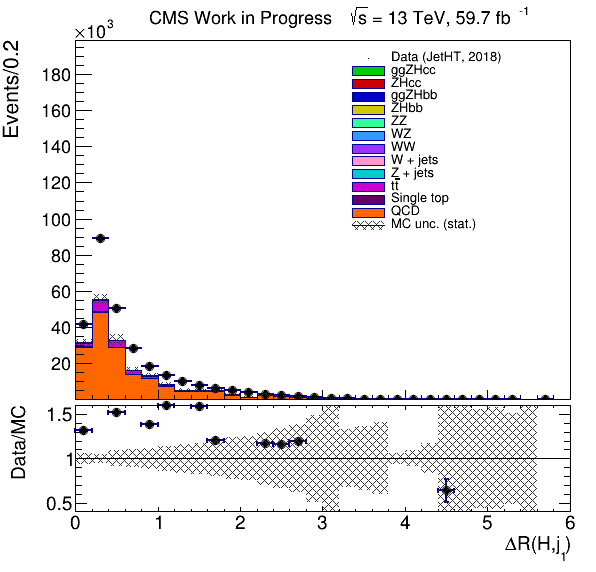 CMS Work in Progress √s = 13 TeV, 59.7 fb⁻¹
×10³
Events/0.2
180
160
140
120
100
80
60
40
20
Data (JetHT, 2018)
ggZHcc
ZHcc
ggZHbb
ZHbb
ZZ
WZ
WW
W + jets
Z + jets
tt̄
Single top
QCD
MC unc. (stat.)
Data/MC
1.5
1
0.5
0 1 2 3 4 5 6
ΔR(H,j₁)